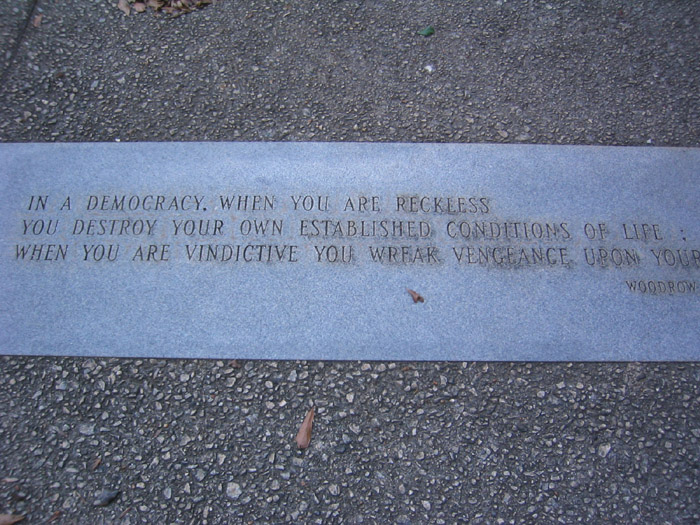 IN A DEMOCRACY, WHEN YOU ARE RECKLESS
YOU DESTROY YOUR OWN ESTABLISHED CONDITIONS OF LIFE ;
WHEN YOU ARE VINDICTIVE YOU WREAK VENGEANCE UPON YOUR
WOODROW